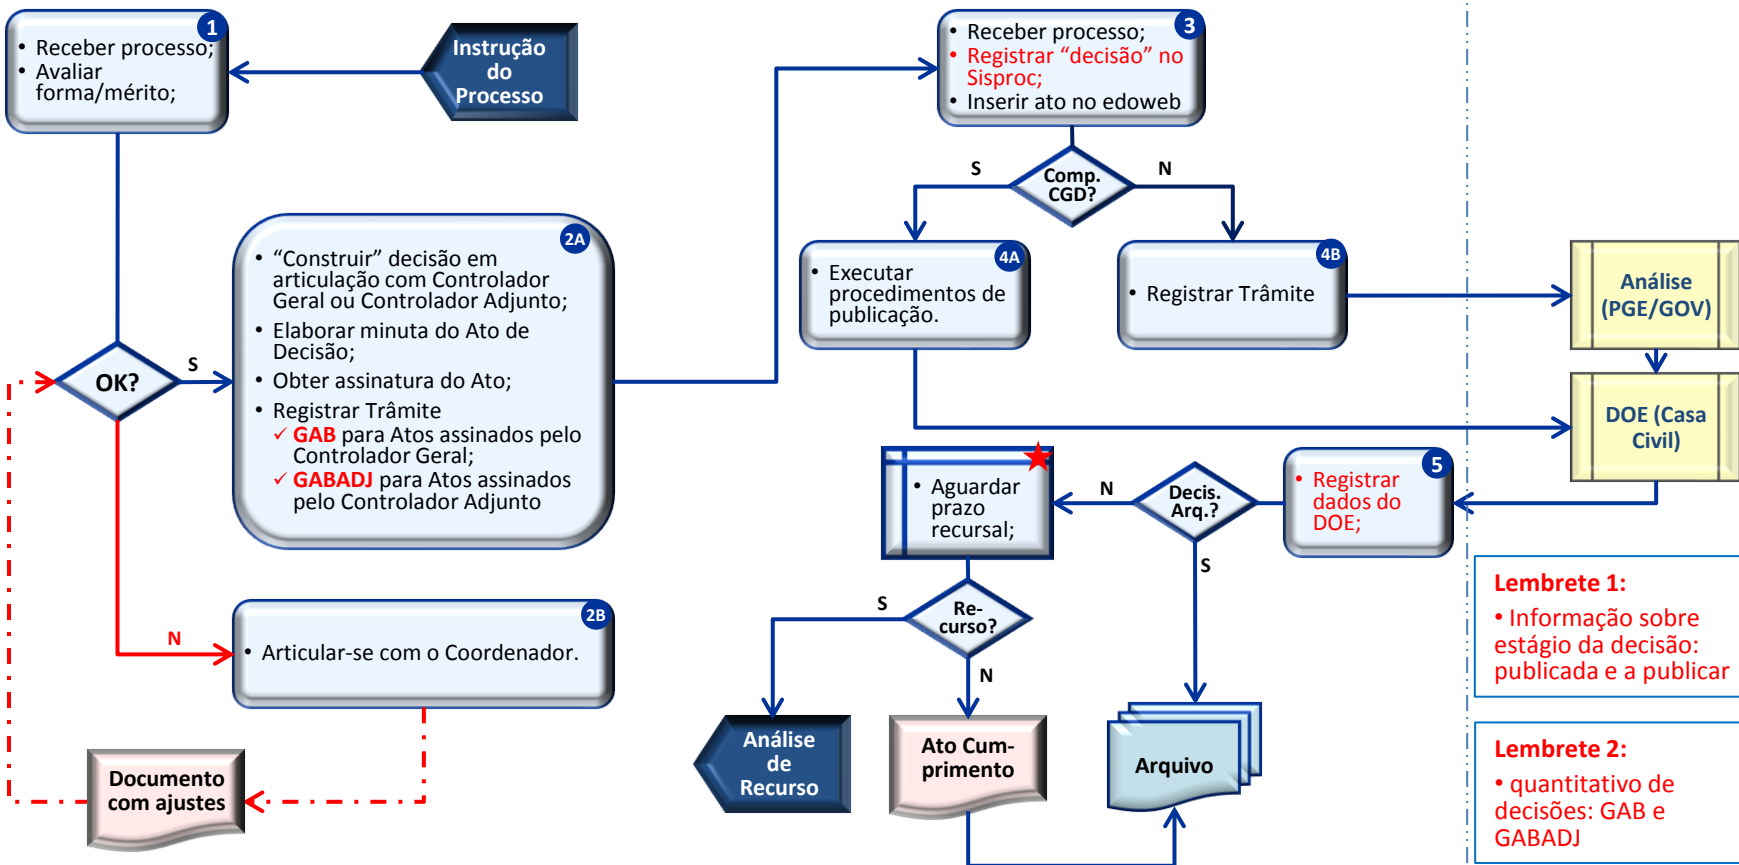 1
• Receber processo;
• Avaliar
forma/mérito;
Instrução
do
Processo
3
• Receber processo;
• Registrar “decisão” no
Sisproc;
• Inserir ato no edoweb
S
Comp.
CGD?
N
2A
• “Construir” decisão em
articulação com Controlador
Geral ou Controlador Adjunto;
• Elaborar minuta do Ato de
Decisão;
• Obter assinatura do Ato;
• Registrar Trâmite
✓ GAB para Atos assinados pelo
Controlador Geral;
✓ GABADJ para Atos assinados
pelo Controlador Adjunto
4A
• Executar
procedimentos de
publicação.
4B
• Registrar Trâmite
Análise
(PGE/GOV)
OK?
S
DOE (Casa
Civil)
5
• Registrar
dados do
DOE;
Decis.
Arq.?
N
S
• Aguardar
prazo
recursal;
Re-
curso?
S
N
N
2B
• Articular-se com o Coordenador.
Documento
com ajustes
Análise
de
Recurso
Ato Cum-
primento
Arquivo
Lembrete 1:
• Informação sobre
estágio da decisão:
publicada e a publicar
Lembrete 2:
• quantitativo de
decisões: GAB e
GABADJ